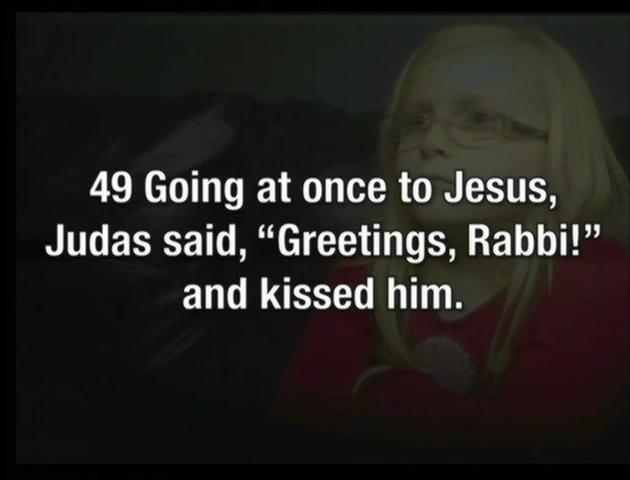 49 Going at once to Jesus,
Judas said, “Greetings, Rabbi!”
and kissed him.